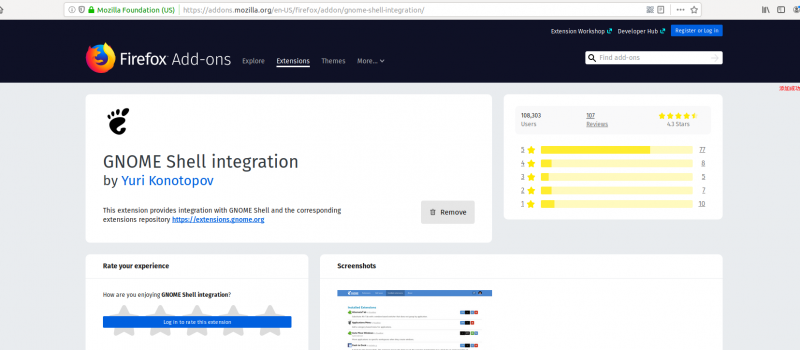 Mozilla Foundation (US)
https://addons.mozilla.org/en-US/firefox/addon/gnome-shell-integration/
Extension Workshop
Developer Hub
Register or Log in
Firefox Add-ons
Explore
Extensions
Themes
More...
Find add-ons
添加成功
108,303
Users
107
Reviews
4.3 Stars
5 77
4 8
3 5
2 7
1 10
GNOME Shell integration
by Yuri Konotopov
This extension provides integration with GNOME Shell and the corresponding
extensions repository https://extensions.gnome.org
Remove
Rate your experience
How are you enjoying GNOME Shell integration?
Log in to rate this extension
Screenshots
Installed Extensions